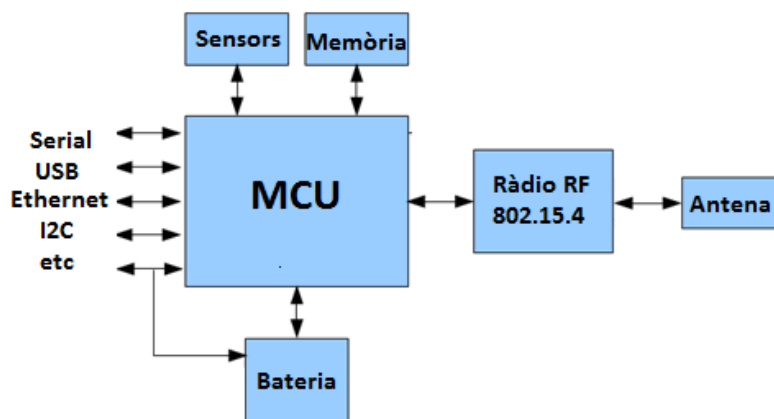 Sensors
Memòria
Serial
USB
Ethernet
I2C
etc
MCU
Ràdio RF
802.15.4
Antena
Bateria